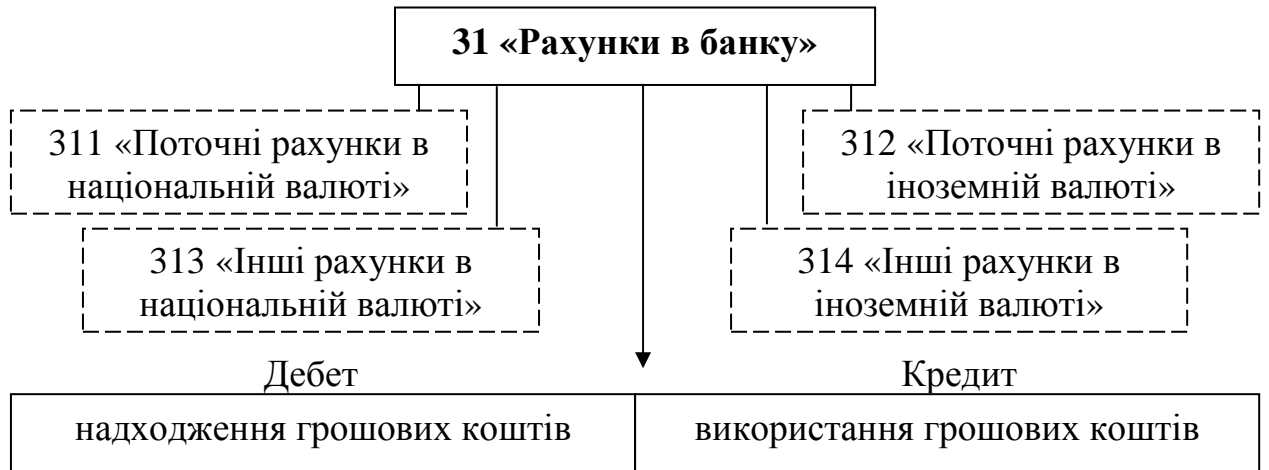 31 «Рахунки в банку»
311 «Поточні рахунки в
національній валюті»
312 «Поточні рахунки в
іноземній валюті»
313 «Інші рахунки в
національній валюті»
314 «Інші рахунки в
іноземній валюті»
Дебет
Кредит
надходження грошових коштів
використання грошових коштів